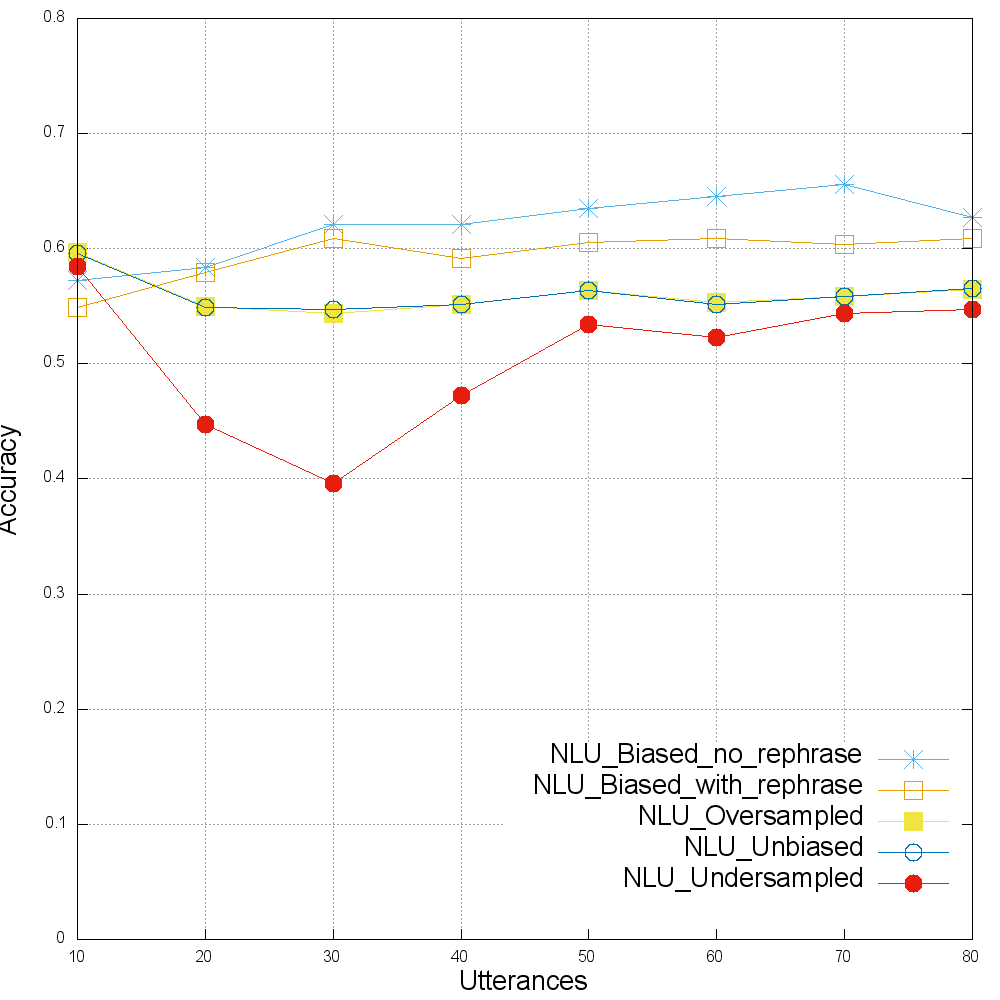 0.8
0.7
0.6
0.5
0.4
0.3
0.2
0.1
0
Accuracy
NLU_Biased_no_rephrase
NLU_Biased_with_rephrase
NLU_Oversampled
NLU_Unbiased
NLU_Undersampled
10 20 30 40 50 60 70 80
Utterances